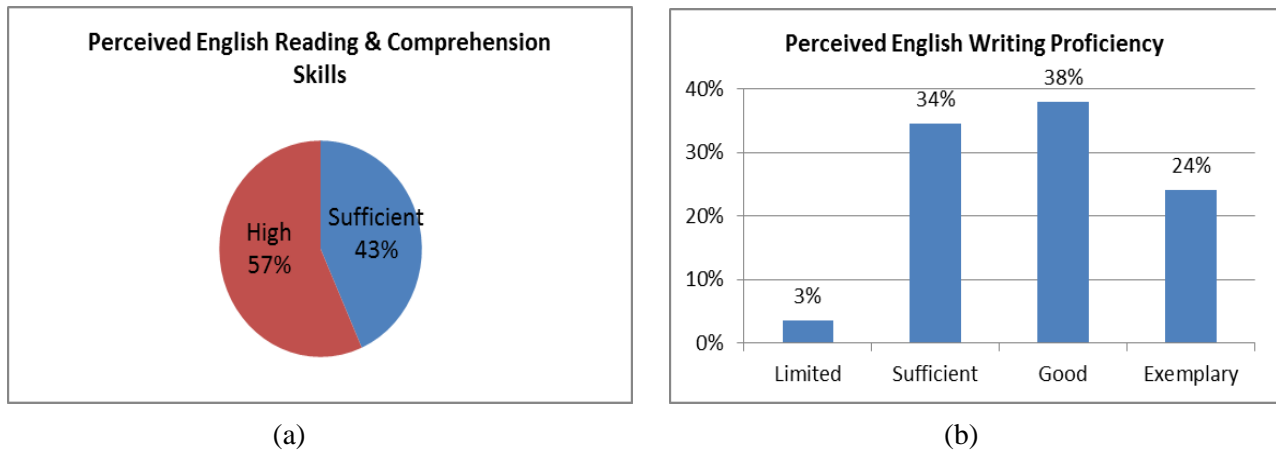 Perceived English Reading & Comprehension
Skills
High
57%
Sufficient
43%
(a)
Perceived English Writing Proficiency
40%
30%
20%
10%
0%
3%
34%
38%
24%
Limited
Sufficient
Good
Exemplary
(b)